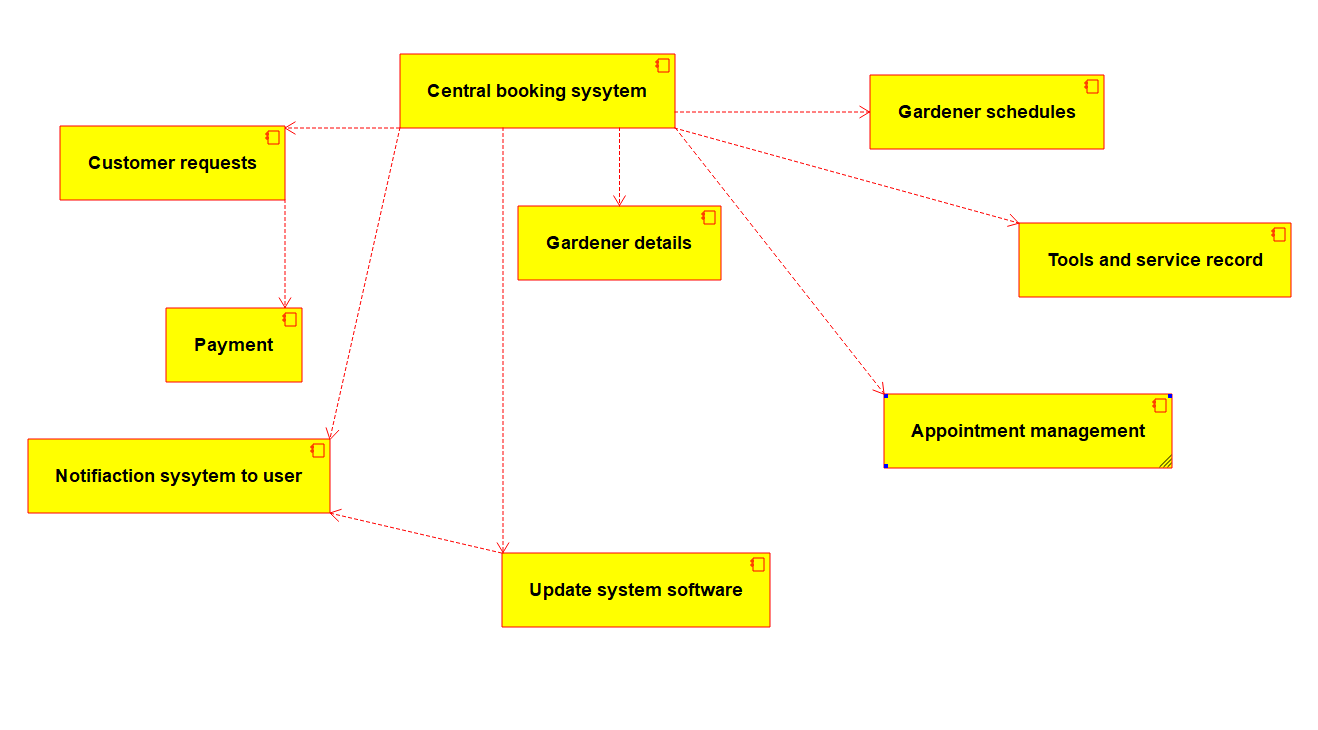 Central booking sysytem
Gardener schedules
Customer requests
Gardener details
Tools and service record
Payment
Appointment management
Notifiaction sysytem to user
Update system software